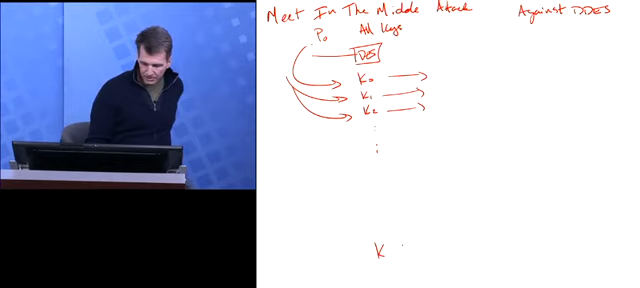 Meet In The Middle Attack Against DDES
P₀ All Keys
DES
K₀
K₁
K₂
K